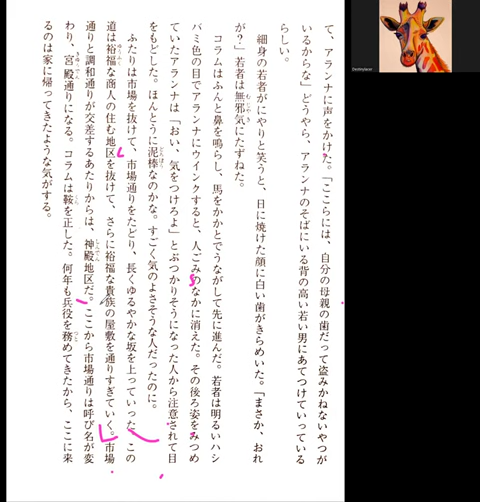 て、アランナに声をかけた。「ここらには、自分の母親の歯だって盗みかねないやつが
いるからな」どうやら、アランナのそばにいる背の高い若い男にあてつけていっている
らしい。
細身の若者がにやりと笑うと、日に焼けた顔に白い歯がきらめいた。「まさか、おれ
が?」若者は無邪気にたずねた。
コラムはふんと鼻を鳴らし、馬をかかとでうながして先に進んだ。若者は明るいハシ
バミ色の目でアランナにウインクすると、人ごみのなかに消えた。その後ろ姿をみつめ
ていたアランナは「おい、気をつけろよ」とぶつかりそうになった人から注意されて目
をもどした。ほんとうに泥棒なのかな。すごく気のよさそうな人だったのに。
ふたりは市場を抜けて、市場通りをたどり、長くゆるやかな坂を上っていった。この
道は裕福な商人の住む地区を抜けて、さらに裕福な貴族の屋敷を通りすぎていく。市場
通りと調和通りが交差するあたりからは、神殿地区だ。ここから市場通りは呼び名が変
わり、宮殿通りになる。コラムは鞍を正した。何年も兵役を務めてきたから、ここに来
るのは家に帰ってきたような気がする。